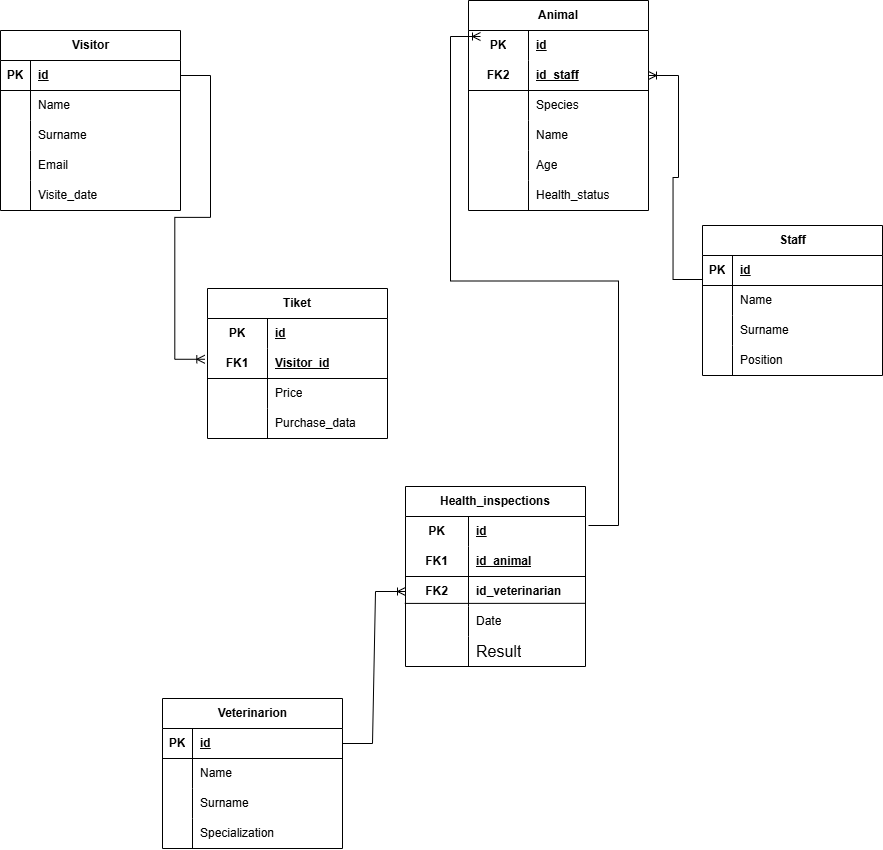 Visitor
PK id
Name
Surname
Email
Visite_date
Animal
PK id
FK2 id_staff
Species
Name
Age
Health_status
Staff
PK id
Name
Surname
Position
Tiket
PK id
FK1 Visitor_id
Price
Purchase_data
Health_inspections
PK id
FK1 id_animal
FK2 id_veterinarian
Date
Result
Veterinarion
PK id
Name
Surname
Specialization